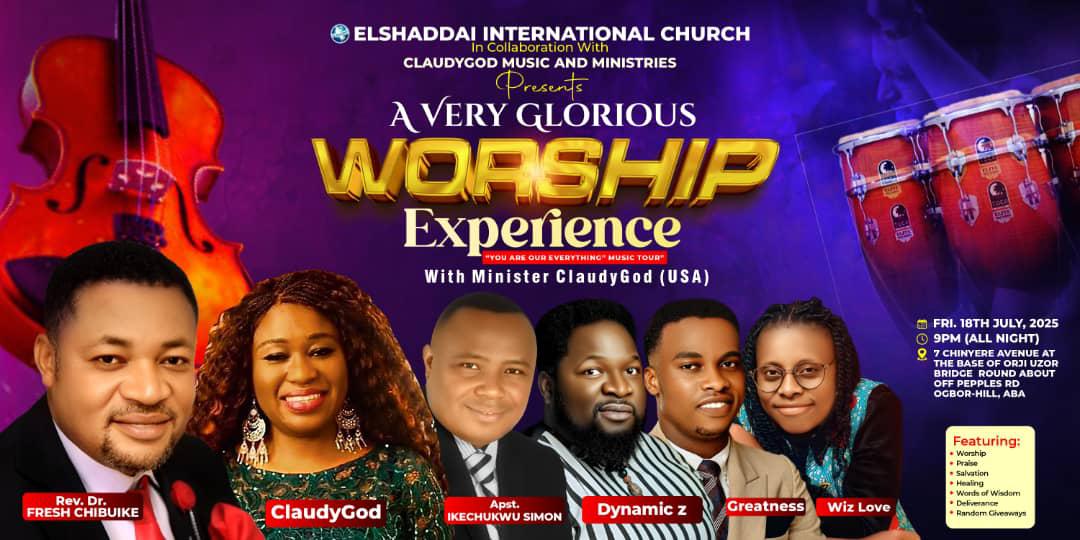 ELSHADDAI INTERNATIONAL CHURCH
In Collaboration With
CLAUDYGOD MUSIC AND MINISTRIES
Presents
A VERY GLORIOUS
WORSHIP
Experience
"YOU ARE OUR EVERYTHING" MUSIC TOUR"
With Minister ClaudyGod (USA)
FRI. 18TH JULY, 2025
9PM (ALL NIGHT)
7 CHINYERE AVENUE AT
THE BASE OF ORJI UZOR
BRIDGE ROUND ABOUT
OFF PEPPLES RD
OGBOR-HILL, ABA
Featuring:
• Worship
• Praise
• Salvation
• Healing
• Words of Wisdom
• Deliverance
• Random Giveaways
Rev. Dr.
FRESH CHIBUIKE
ClaudyGod
Apst.
IKECHUKWU SIMON
Dynamic z
Greatness
Wiz Love